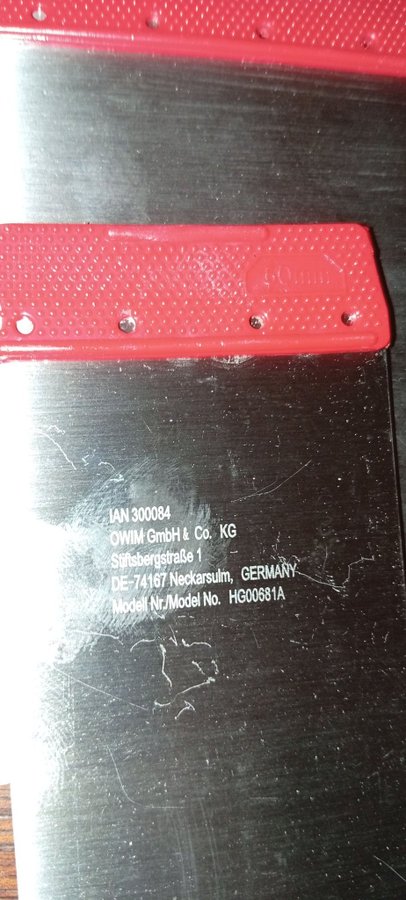 60mm
IAN 300084
OWIM GmbH & Co. KG
Stiftsbergstraße 1
DE-74167 Neckarsulm, GERMANY
Modell Nr./Model No. HG00681A